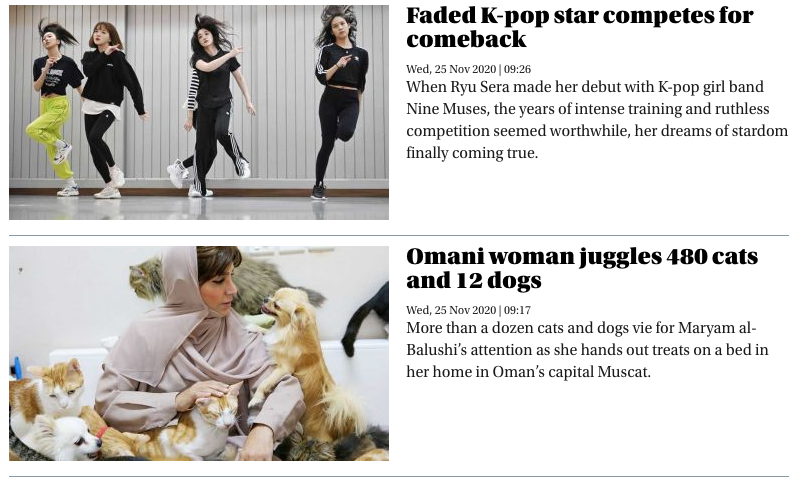 Faded K-pop star competes for
comeback
Wed, 25 Nov 2020 | 09:26
When Ryu Sera made her debut with K-pop girl band
Nine Muses, the years of intense training and ruthless
competition seemed worthwhile, her dreams of stardom
finally coming true.
Omani woman juggles 480 cats
and 12 dogs
Wed, 25 Nov 2020 | 09:17
More than a dozen cats and dogs vie for Maryam al-
Balushi’s attention as she hands out treats on a bed in
her home in Oman’s capital Muscat.